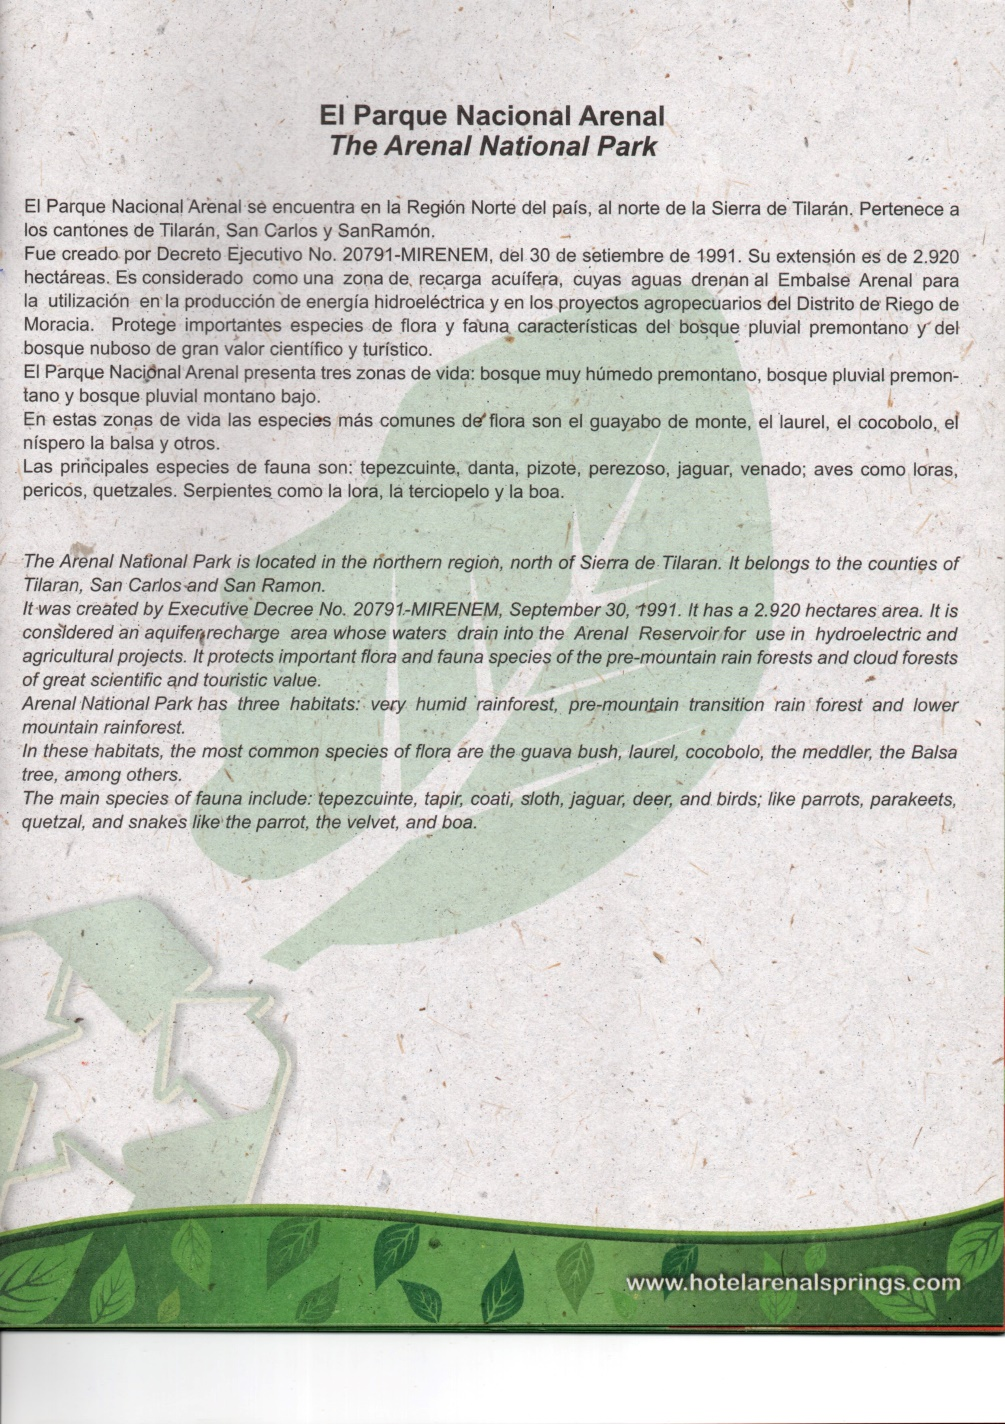 El Parque Nacional Arenal
The Arenal National Park
El Parque Nacional Arenal se encuentra en la Región Norte del país, al norte de la Sierra de Tilarán. Pertenece a
los cantones de Tilarán, San Carlos y SanRamón.
Fue creado por Decreto Ejecutivo No. 20791-MIRENEM, del 30 de setiembre de 1991. Su extensión es de 2.920
hectáreas. Es considerado como una zona de recarga acuífera, cuyas aguas drenan al Embalse Arenal para
la utilización en la producción de energía hidroeléctrica y en los proyectos agropecuarios del Distrito de Riego de
Moracia. Protege importantes especies de flora y fauna características del bosque pluvial premontano y del
bosque nuboso de gran valor científico y turístico.
El Parque Nacional Arenal presenta tres zonas de vida: bosque muy húmedo premontano, bosque pluvial premon-
tano y bosque pluvial montano bajo.
En estas zonas de vida las especies más comunes de flora son el guayabo de monte, el laurel, el cocobolo, el
níspero la balsa y otros.
Las principales especies de fauna son: tepezcuinte, danta, pizote, perezoso, jaguar, venado; aves como loras,
pericos, quetzales. Serpientes como la lora, la terciopelo y la boa.
The Arenal National Park is located in the northern region, north of Sierra de Tilaran. It belongs to the counties of
Tilaran, San Carlos and San Ramon.
It was created by Executive Decree No. 20791-MIRENEM, September 30, 1991. It has a 2.920 hectares area. It is
considered an aquifer recharge area whose waters drain into the Arenal Reservoir for use in hydroelectric and
agricultural projects. It protects important flora and fauna species of the pre-mountain rain forests and cloud forests
of great scientific and touristic value.
Arenal National Park has three habitats: very humid rainforest, pre-mountain transition rain forest and lower
mountain rainforest.
In these habitats, the most common species of flora are the guava bush, laurel, cocobolo, the meddler, the Balsa
tree, among others.
The main species of fauna include: tepezcuinte, tapir, coati, sloth, jaguar, deer, and birds; like parrots, parakeets,
quetzal, and snakes like the parrot, the velvet, and boa.
www.hotelarenalsprings.com